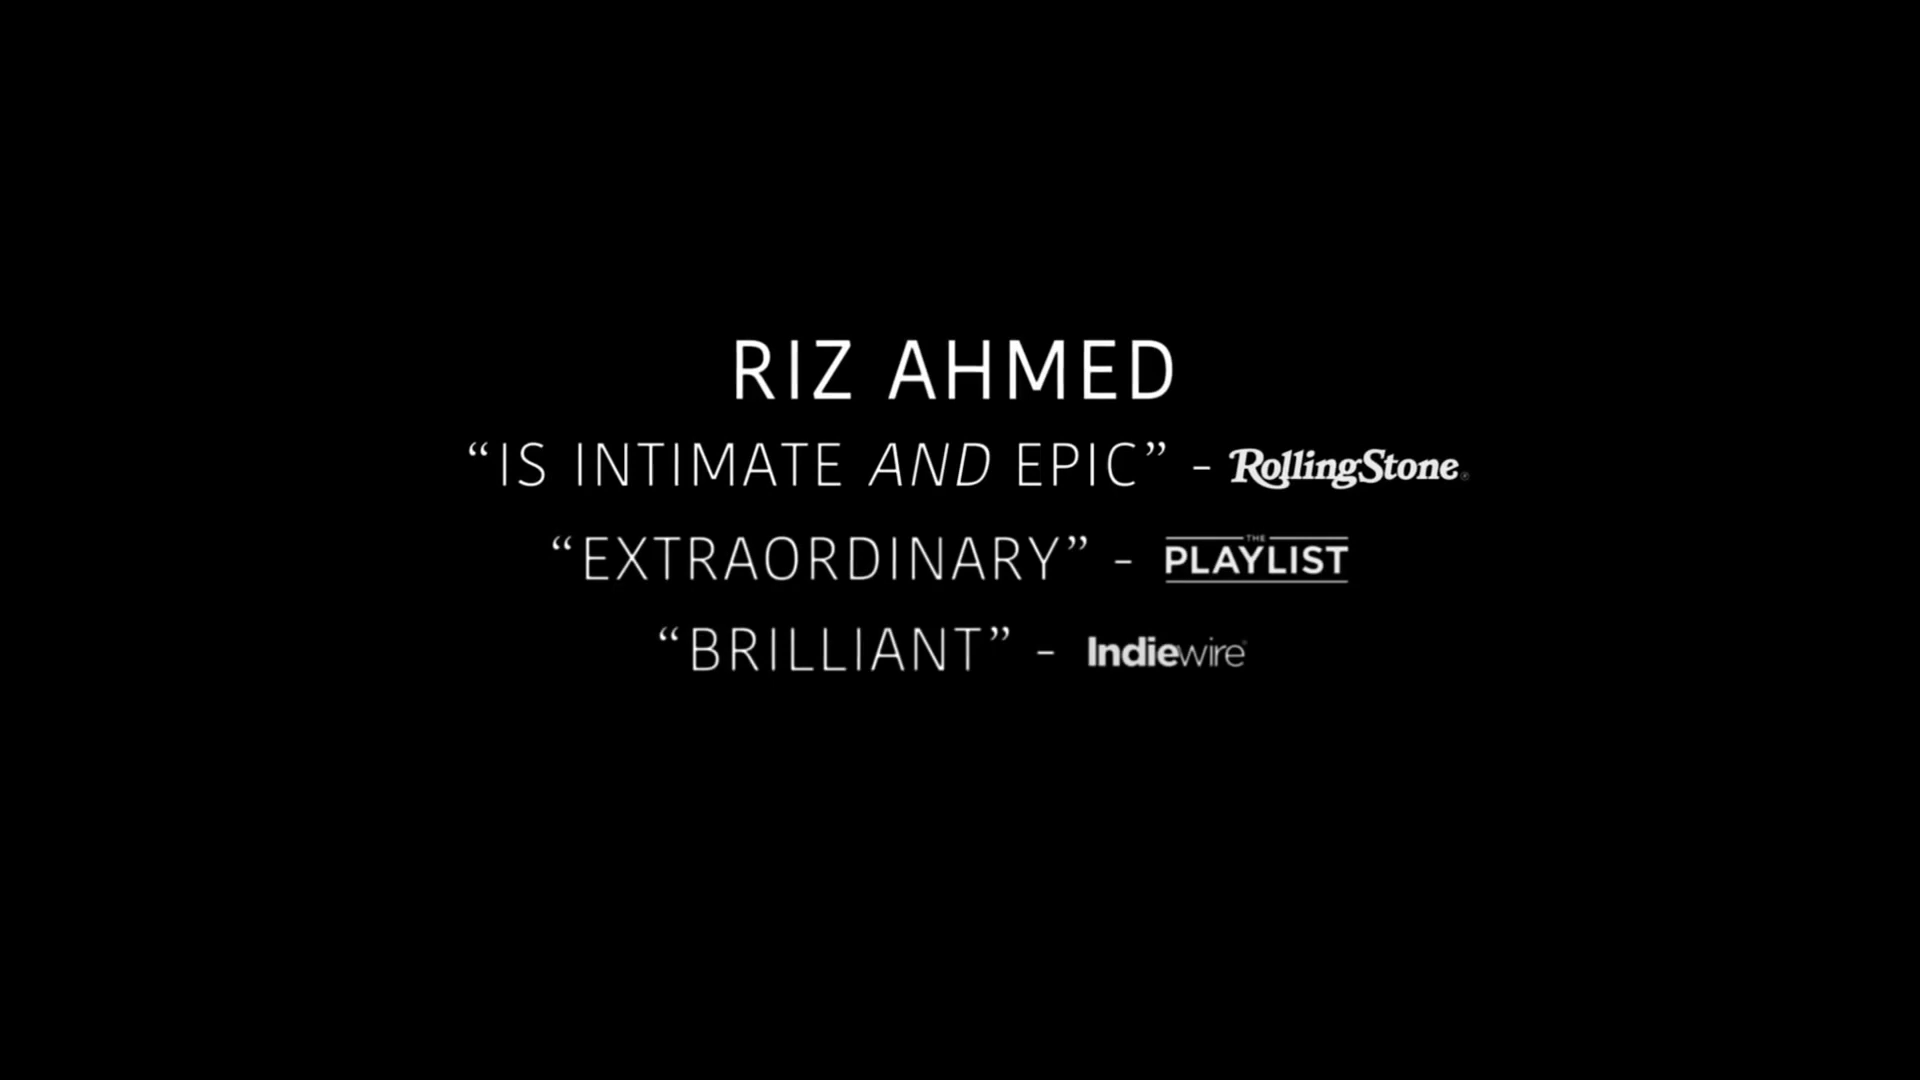 RIZ AHMED
“IS INTIMATE AND EPIC” - RollingStone®
“EXTRAORDINARY” - THE PLAYLIST
“BRILLIANT” - Indiewire